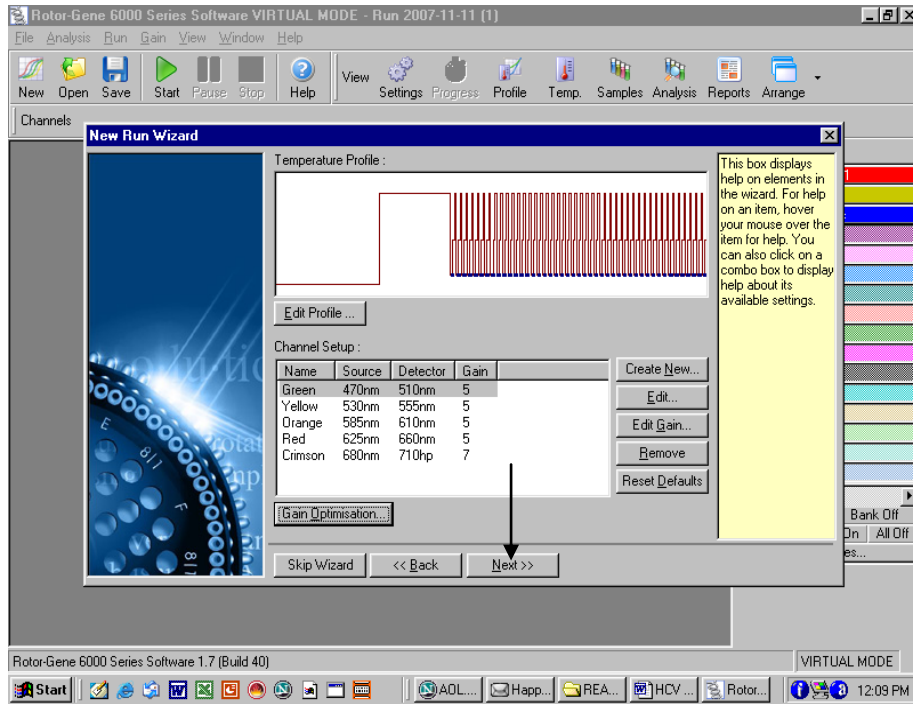 Rotor-Gene 6000 Series Software VIRTUAL MODE - Run 2007-11-11 (1)
File Analysis Run Gain View Window Help
New Open Save Start Pause Stop Help View Settings Progress Profile Temp. Samples Analysis Reports Arrange
Channels
New Run Wizard
Temperature Profile :
Edit Profile ...
Channel Setup :
Name Source Detector Gain
Green 470nm 510nm 5
Yellow 530nm 555nm 5
Orange 585nm 610nm 5
Red 625nm 660nm 5
Crimson 680nm 710hp 7
Create New...
Edit...
Edit Gain...
Remove
Reset Defaults
Gain Optimisation...
Skip Wizard << Back Next >>
This box displays
help on elements in
the wizard. For help
on an item, hover
your mouse over the
item for help. You
can also click on a
combo box to display
help about its
available settings.
1
Bank Off
On All Off
es...
Rotor-Gene 6000 Series Software 1.7 (Build 40) VIRTUAL MODE
Start AOL... Happ... REA... HCV ... Rotor... 12:09 PM